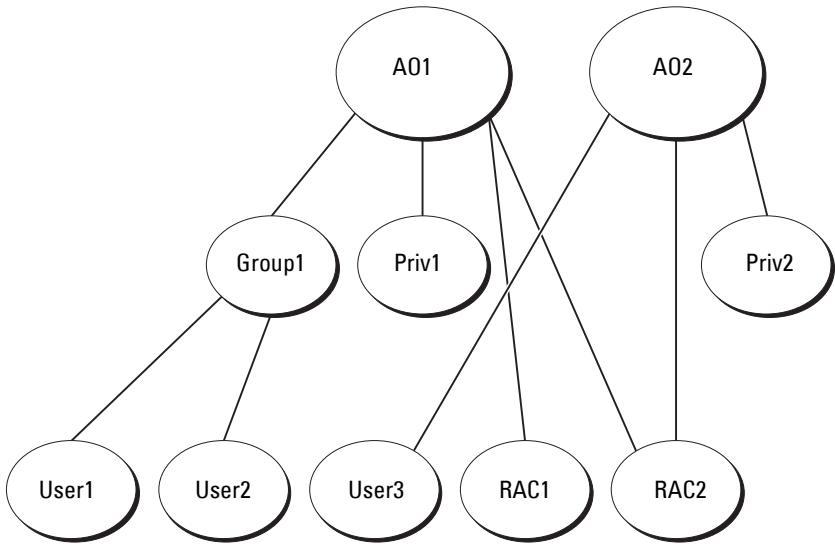 AO1
AO2
Group1
Priv1
Priv2
User1
User2
User3
RAC1
RAC2